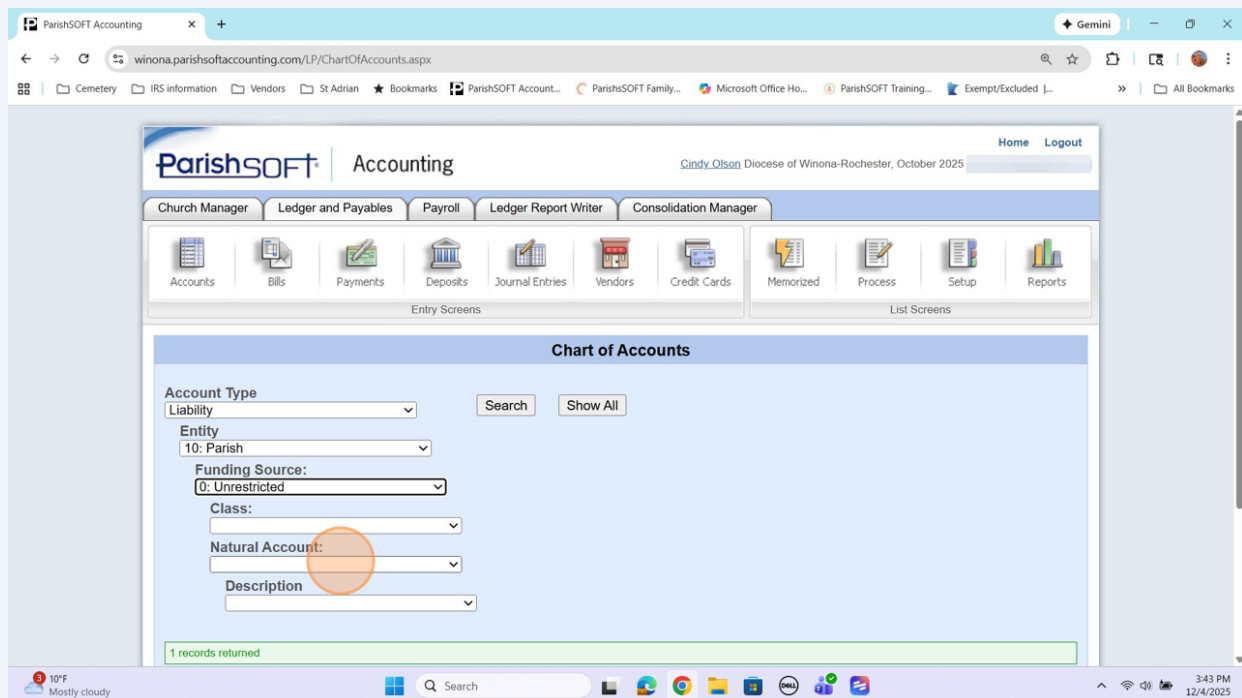 ParishSOFT Accounting
Gemini
winona.parishsoftaccounting.com/LP/ChartOfAccounts.aspx
Cemetery IRS information Vendors St Adrian Bookmarks ParishSOFT Account... ParishsSOFT Family... Microsoft Office Ho... ParishSOFT Training... Exempt/Excluded |... » All Bookmarks
Home Logout
ParishSOFT Accounting
Cindy Olson Diocese of Winona-Rochester, October 2025
Church Manager Ledger and Payables Payroll Ledger Report Writer Consolidation Manager
Accounts Bills Payments Deposits Journal Entries Vendors Credit Cards Memorized Process Setup Reports
Entry Screens List Screens
Chart of Accounts
Account Type
Liability Search Show All
Entity
10: Parish
Funding Source:
0: Unrestricted
Class:
Natural Account:
Description
1 records returned
3 10°F
Mostly cloudy
Search
DELL
3:43 PM
12/4/2025